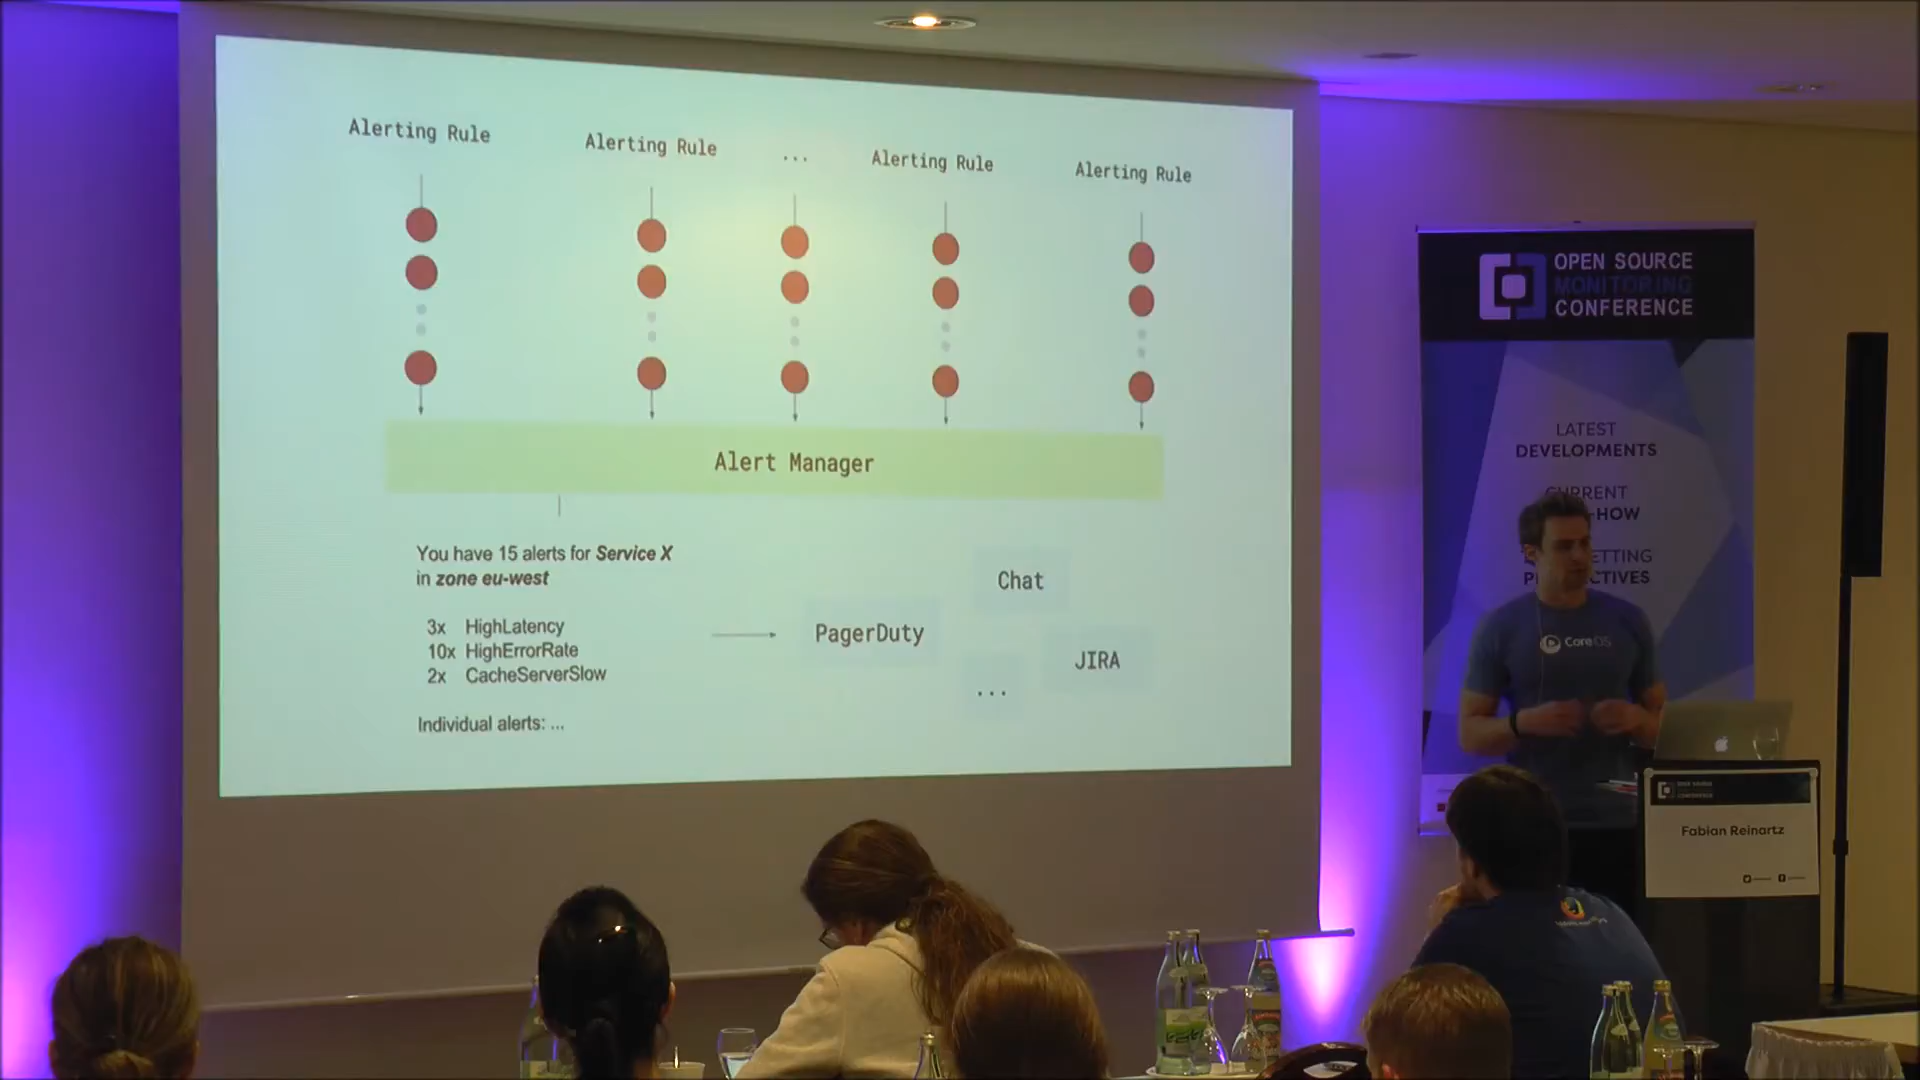 Alerting Rule
Alerting Rule
...
Alerting Rule
Alerting Rule
Alert Manager
You have 15 alerts for Service X
in zone eu-west
3x HighLatency
10x HighErrorRate
2x CacheServerSlow
Individual alerts: ...
Chat
PagerDuty
JIRA
...
OPEN SOURCE
MONITORING
CONFERENCE
LATEST
DEVELOPMENTS
CURRENT
-HOW
CoreOS
Fabian Reinartz